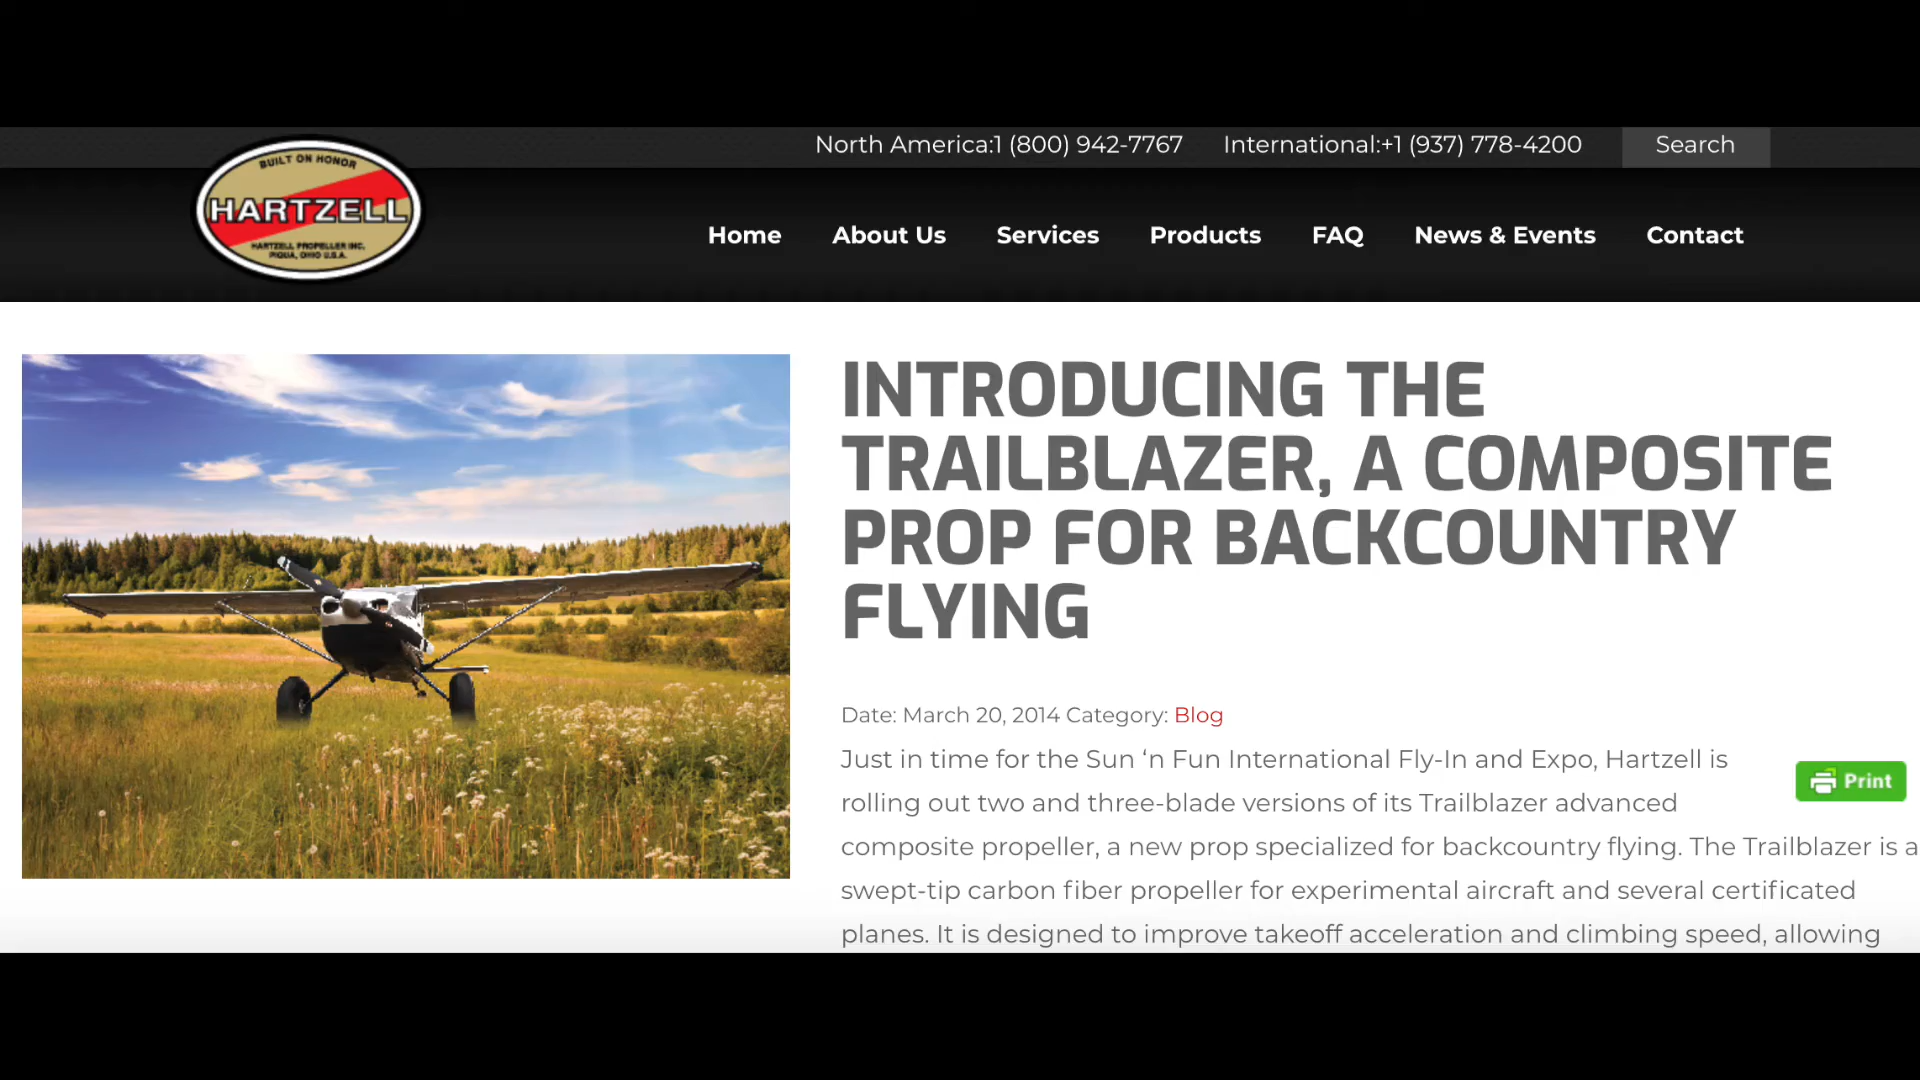 North America:1 (800) 942-7767 International:+1 (937) 778-4200 Search
BUILT ON HONOR
HARTZELL
HARTZELL PROPELLER INC.
PIQUA, OHIO U.S.A.
Home About Us Services Products FAQ News & Events Contact
INTRODUCING THE
TRAILBLAZER, A COMPOSITE
PROP FOR BACKCOUNTRY
FLYING
Date: March 20, 2014 Category: Blog
Just in time for the Sun ‘n Fun International Fly-In and Expo, Hartzell is
Print
rolling out two and three-blade versions of its Trailblazer advanced
composite propeller, a new prop specialized for backcountry flying. The Trailblazer is a
swept-tip carbon fiber propeller for experimental aircraft and several certificated
planes. It is designed to improve takeoff acceleration and climbing speed, allowing